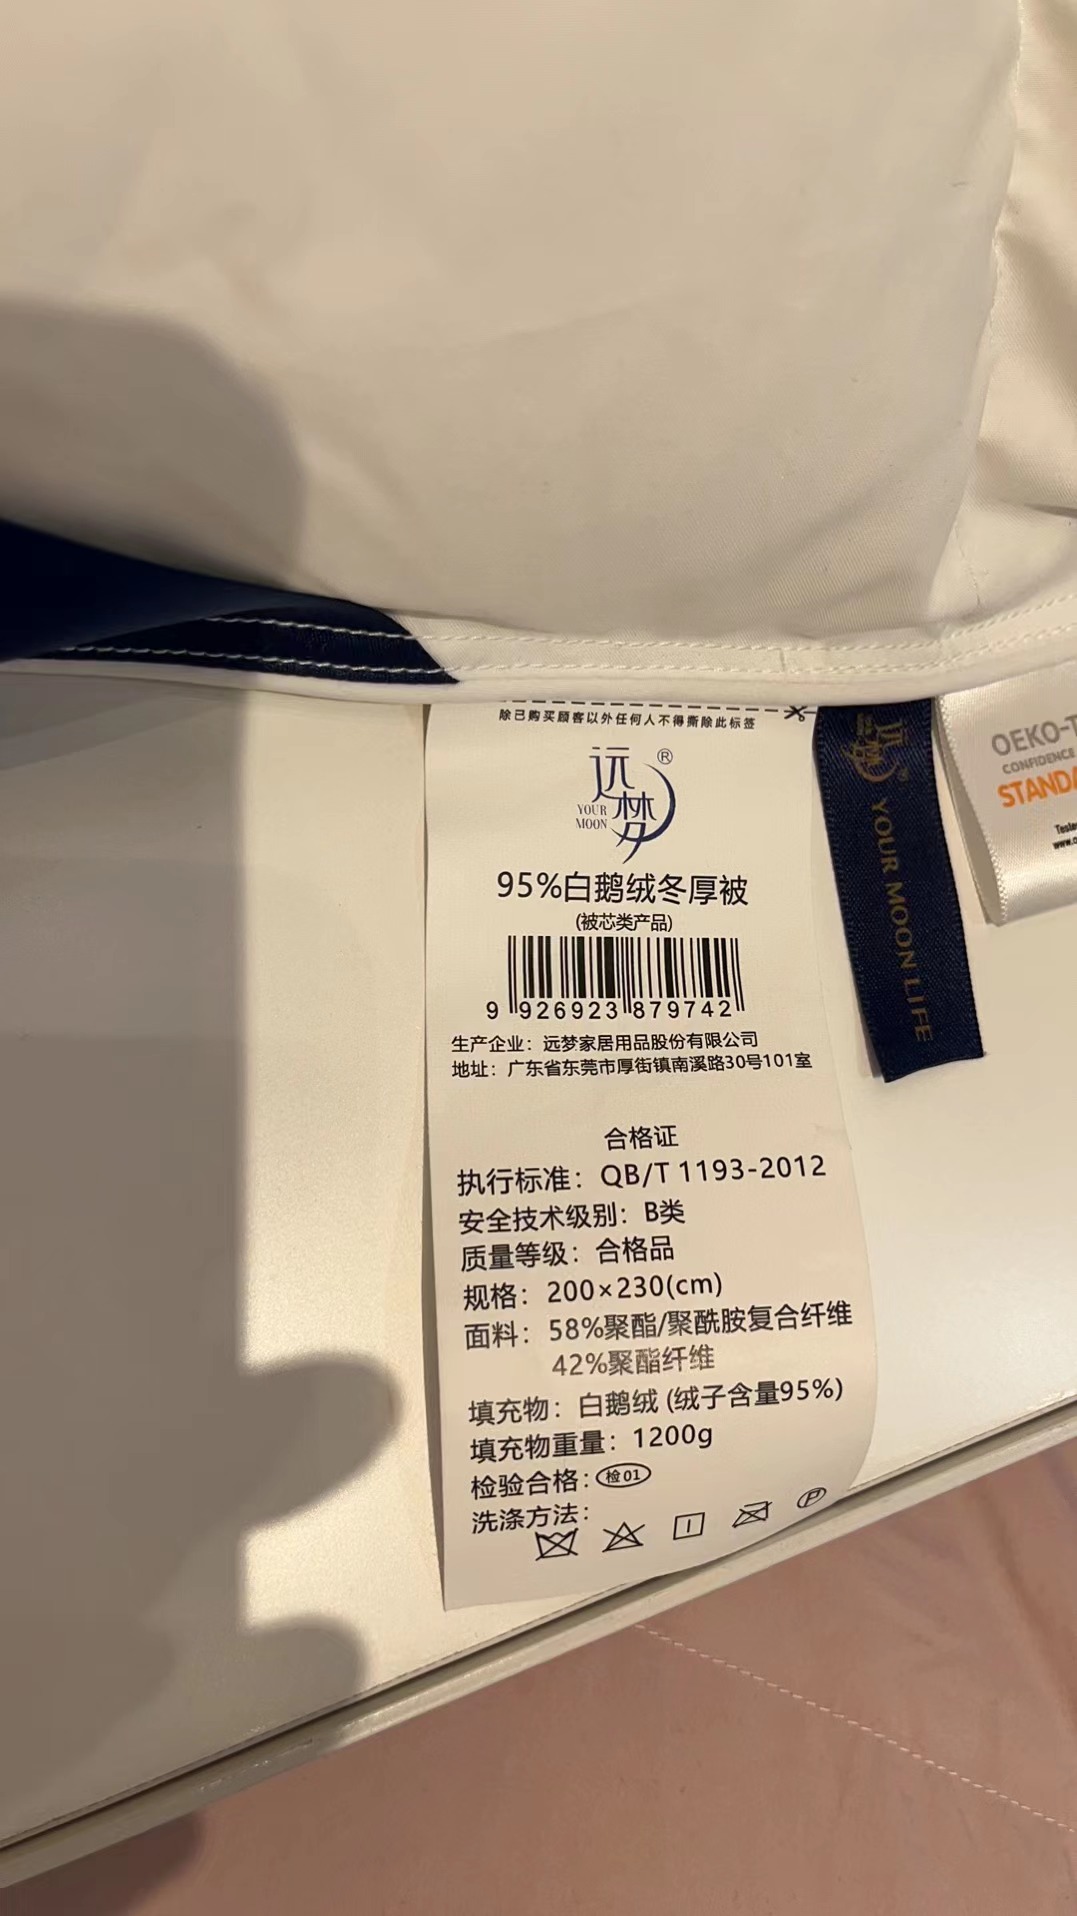 除已购买顾客以外任何人不得撕除此标签
远梦®
YOUR
MOON
95%白鹅绒冬厚被
(被芯类产品)
9 926923 879742
生产企业：远梦家居用品股份有限公司
地址：广东省东莞市厚街镇南溪路30号101室
合格证
执行标准：QB/T 1193-2012
安全技术级别：B类
质量等级：合格品
规格：200×230(cm)
面料：58%聚酯/聚酰胺复合纤维
42%聚酯纤维
填充物：白鹅绒 (绒子含量95%)
填充物重量：1200g
检验合格：检01
洗涤方法：
P
远梦
YOUR MOON LIFE
OEKO-T
CONFIDENCE
STANDA